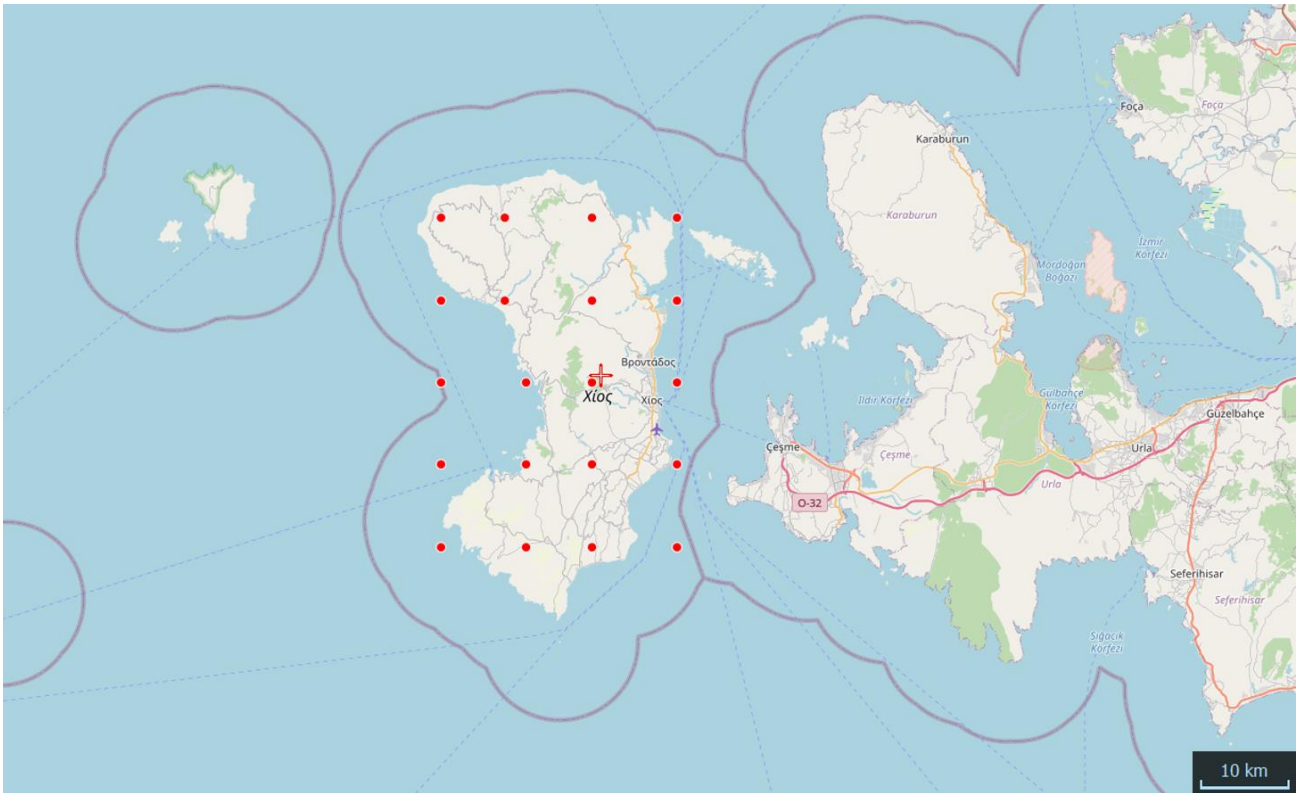 Foça
Foça
Karaburun
Karaburun
İzmir
Körfezi
Mordoğan
Boğazı
Βροντάδος
Χίος
Χίος
Ildır Körfezi
Gülbahçe
Körfezi
Güzelbahçe
Çeşme
Çeşme
Urla
Urla
O-32
Seferihisar
Seferihisar
Sığacık
Körfezi
10 km